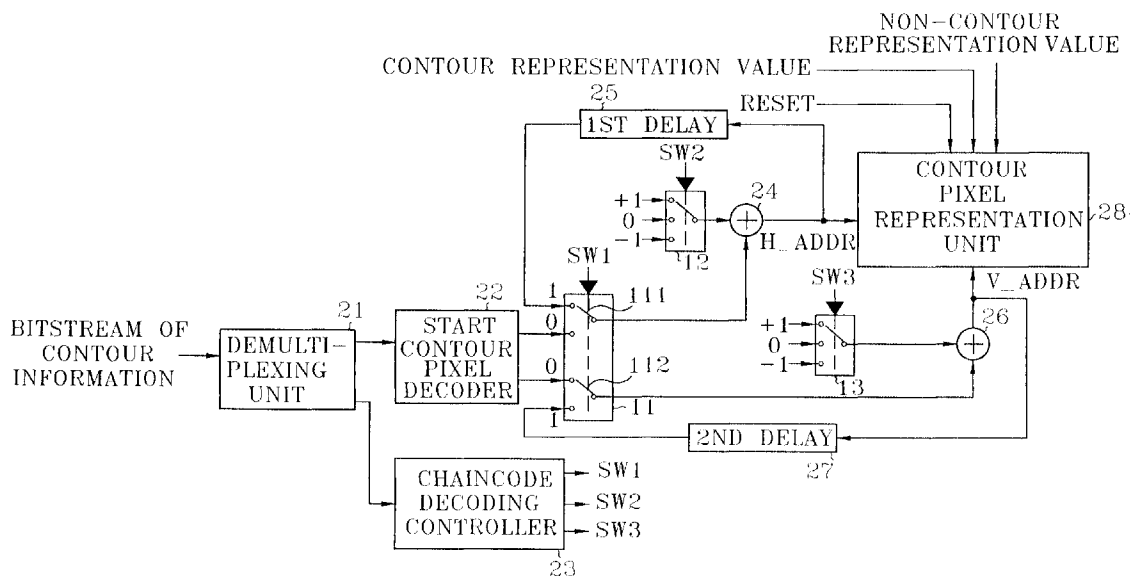 NON-CONTOUR
REPRESENTATION VALUE
CONTOUR REPRESENTATION VALUE
RESET
25
1ST DELAY
SW2
+1
0
-1
12
24
H_ADDR
CONTOUR
PIXEL
REPRESENTATION
UNIT
28
V_ADDR
SW1
1
0
0
1
111
112
11
SW3
+1
0
-1
13
26
BITSTREAM OF
CONTOUR
INFORMATION
21
DEMULTI-
PLEXING
UNIT
22
START
CONTOUR
PIXEL
DECODER
2ND DELAY
27
CHAINCODE
DECODING
CONTROLLER
23
SW1
SW2
SW3